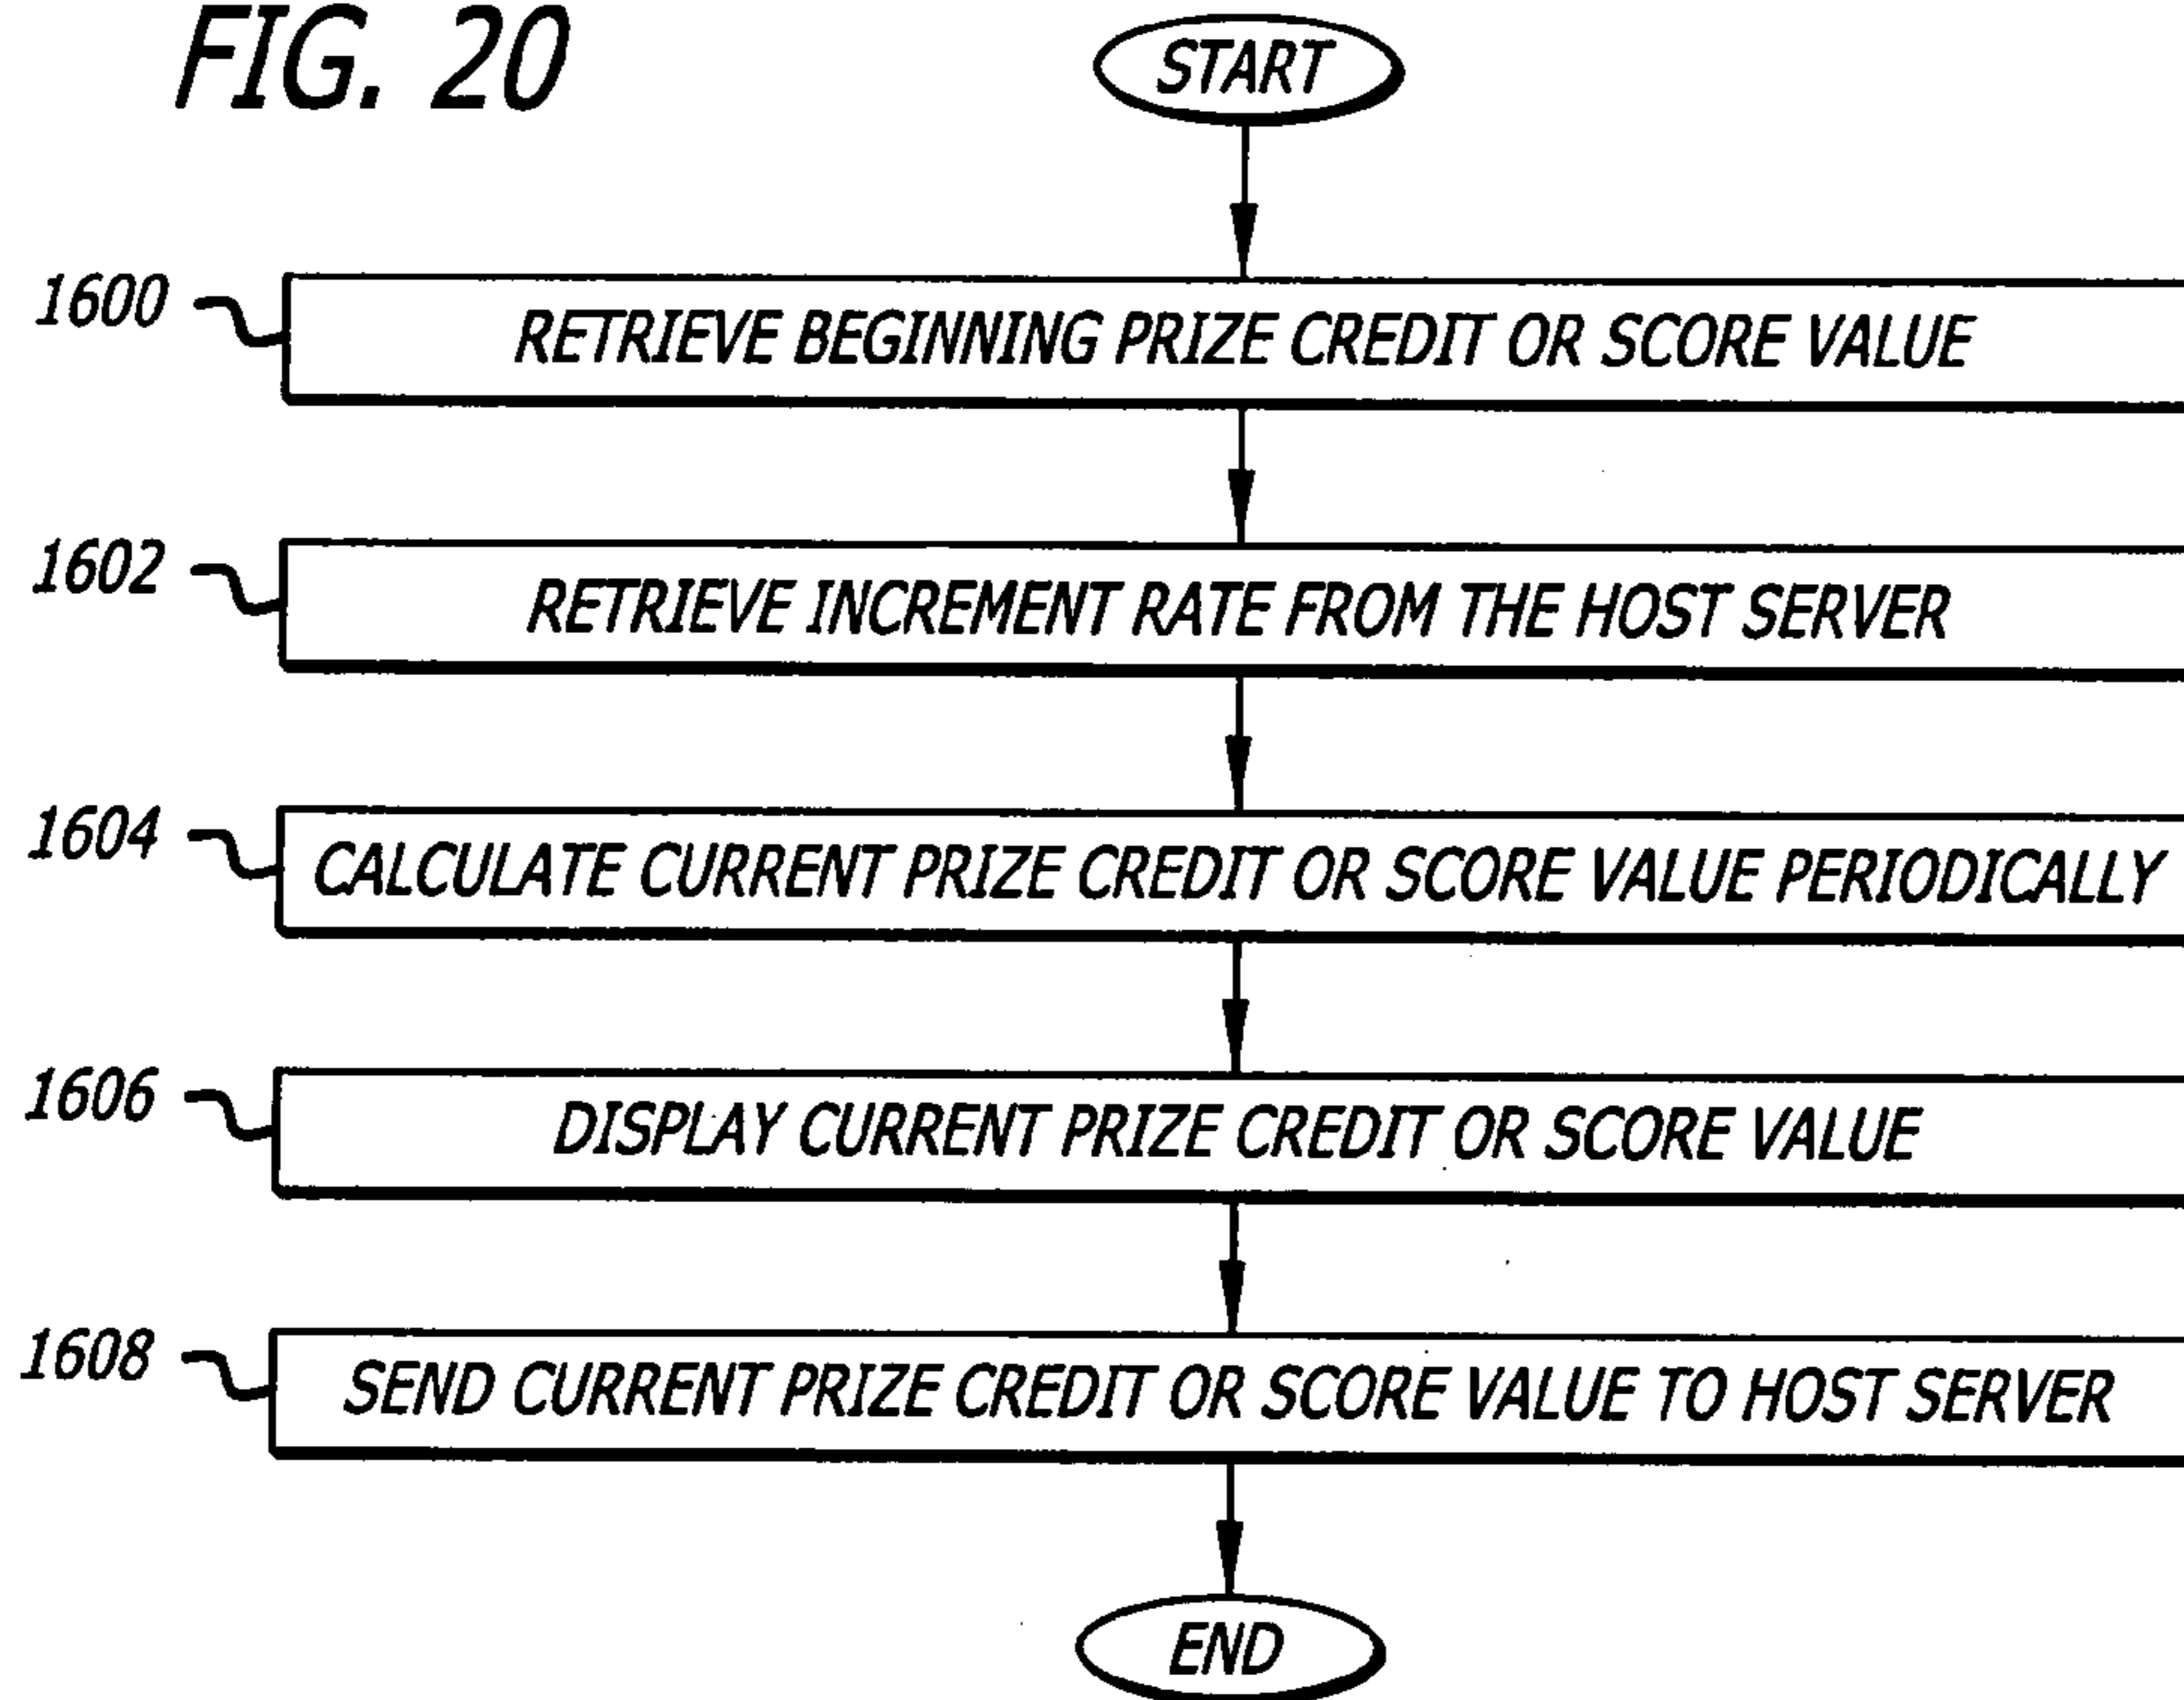 FIG. 20
START
1600
RETRIEVE BEGINNING PRIZE CREDIT OR SCORE VALUE
1602
RETRIEVE INCREMENT RATE FROM THE HOST SERVER
1604
CALCULATE CURRENT PRIZE CREDIT OR SCORE VALUE PERIODICALLY
1606
DISPLAY CURRENT PRIZE CREDIT OR SCORE VALUE
1608
SEND CURRENT PRIZE CREDIT OR SCORE VALUE TO HOST SERVER
END